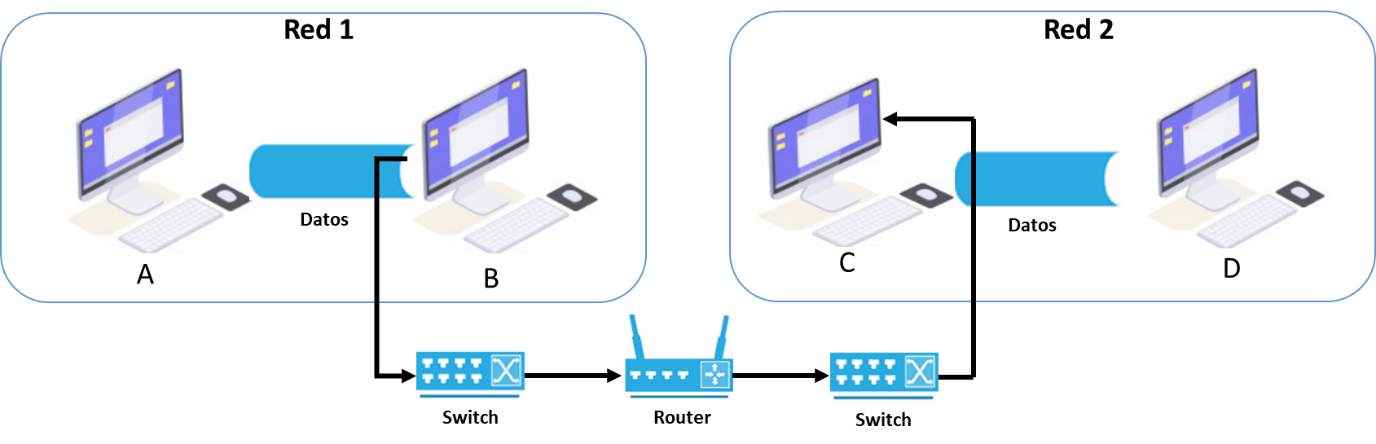 Red 1
Red 2
Datos
Datos
A
B
C
D
Switch
Router
Switch